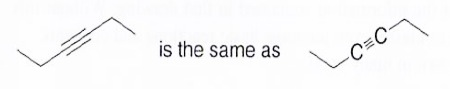 is the same as
C≡C